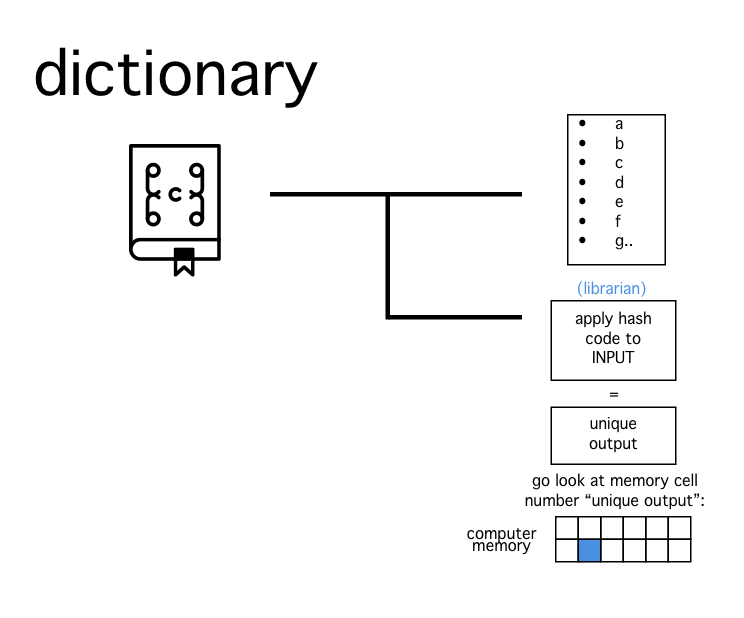 dictionary
c
• a
• b
• c
• d
• e
• f
• g..
(librarian)
apply hash
code to
INPUT
=
unique
output
go look at memory cell
number “unique output”:
computer
memory